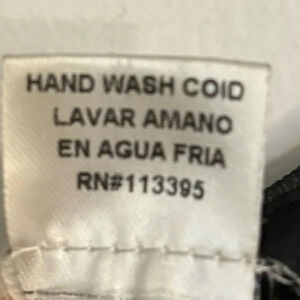 HAND WASH COID
LAVAR AMANO
EN AGUA FRIA
RN#113395